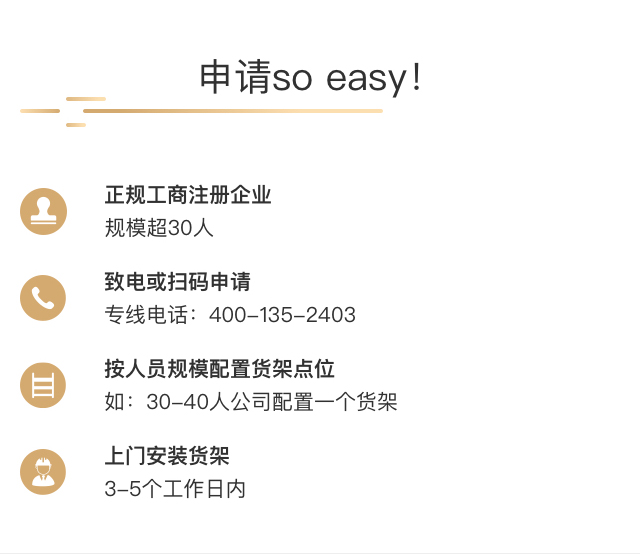 申请so easy！
正规工商注册企业
规模超30人
致电或扫码申请
专线电话：400-135-2403
按人员规模配置货架点位
如：30-40人公司配置一个货架
上门安装货架
3-5个工作日内